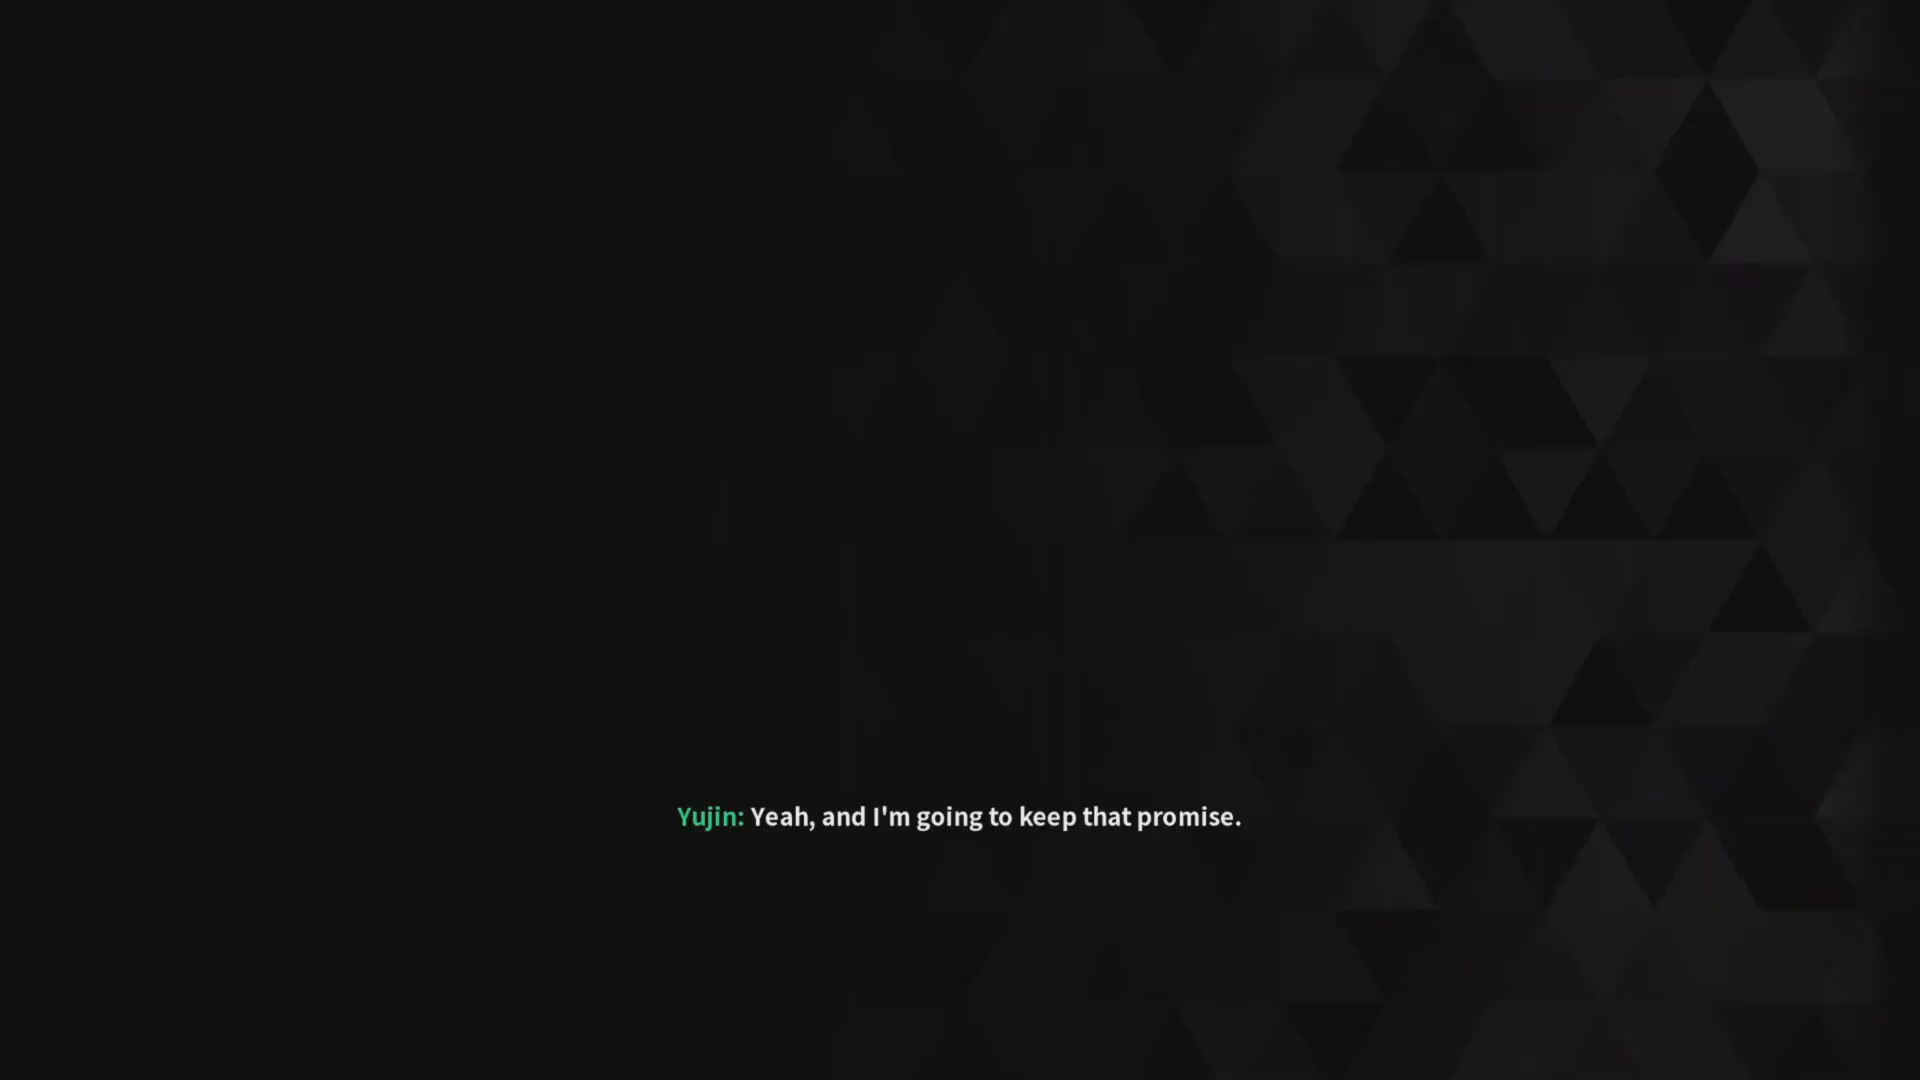 Yujin: Yeah, and I'm going to keep that promise.